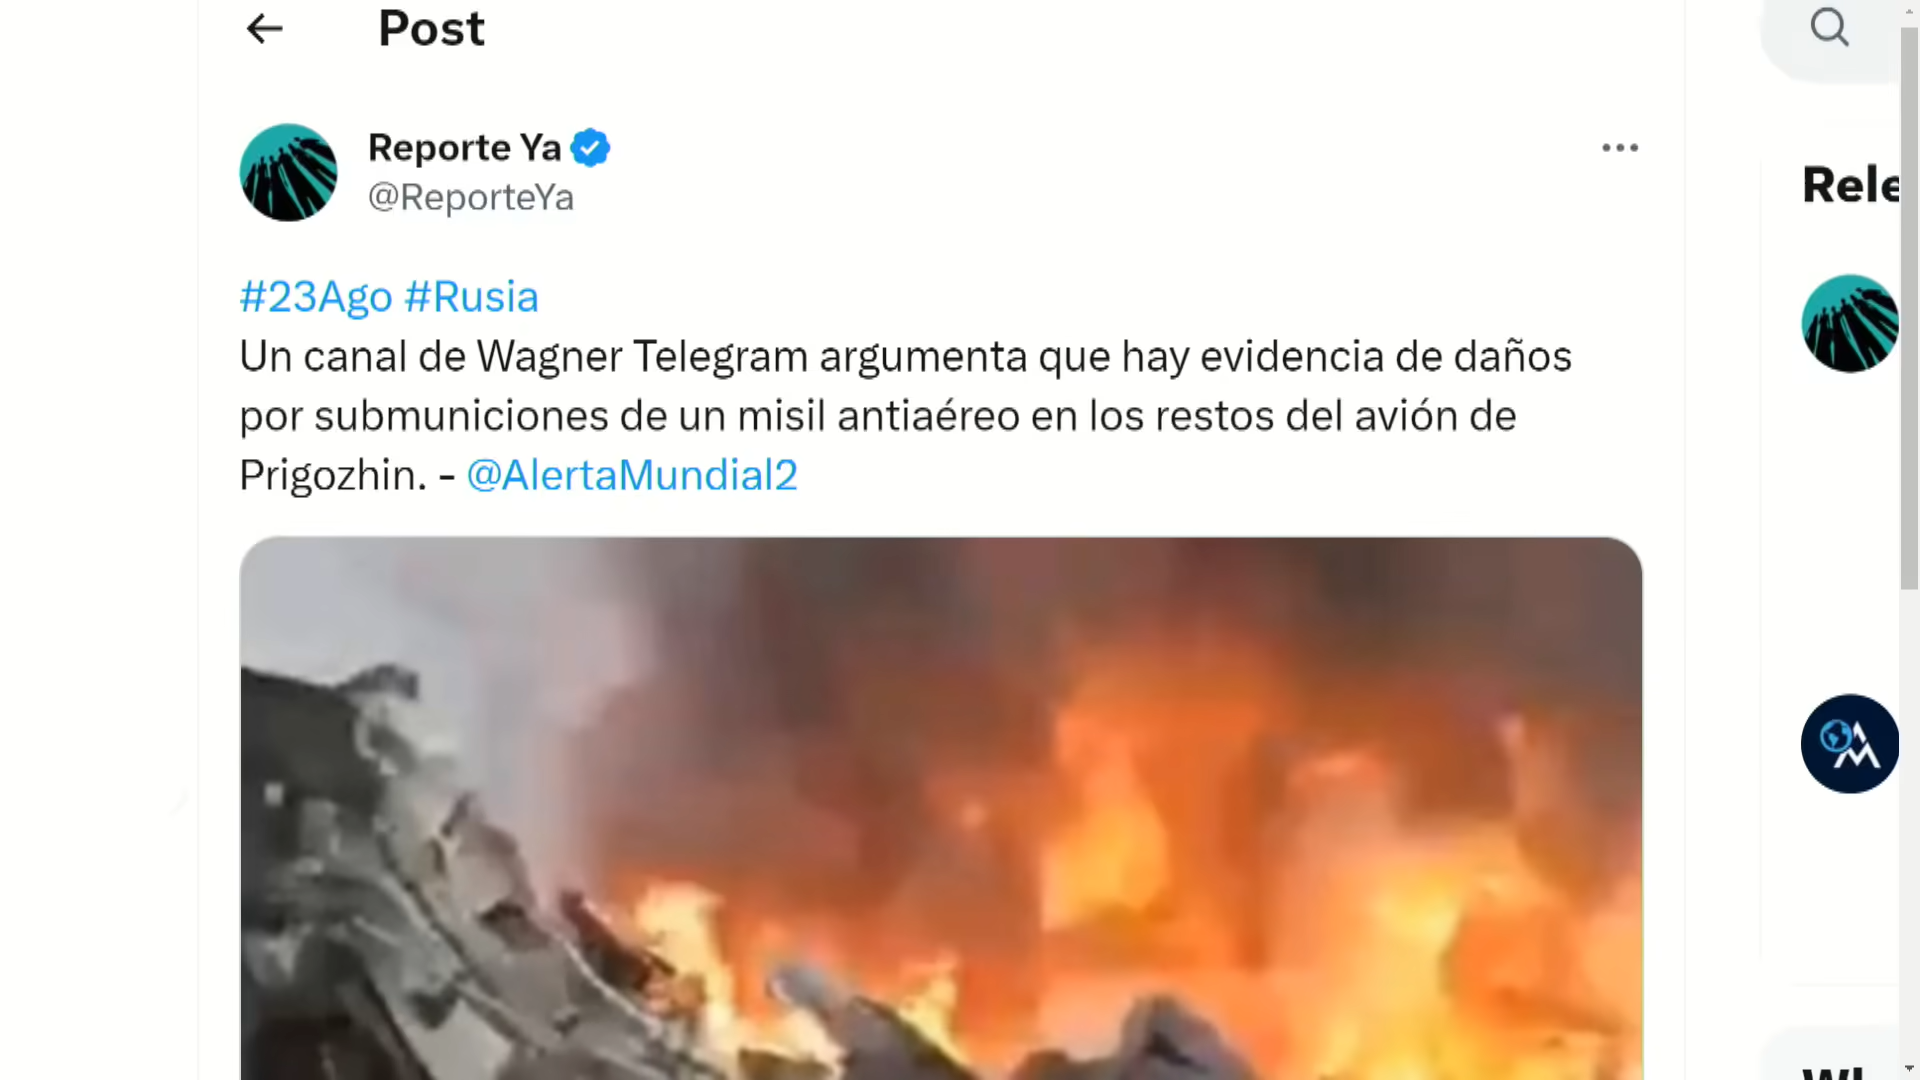 Post
Reporte Ya
@ReporteYa
#23Ago #Rusia
Un canal de Wagner Telegram argumenta que hay evidencia de daños
por submuniciones de un misil antiaéreo en los restos del avión de
Prigozhin. - @AlertaMundial2
Rele